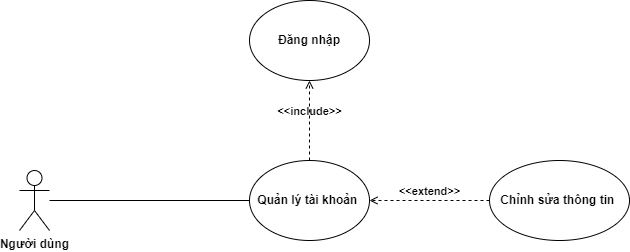 Đăng nhập
<<include>>
Quản lý tài khoản
<<extend>>
Chỉnh sửa thông tin
Người dùng